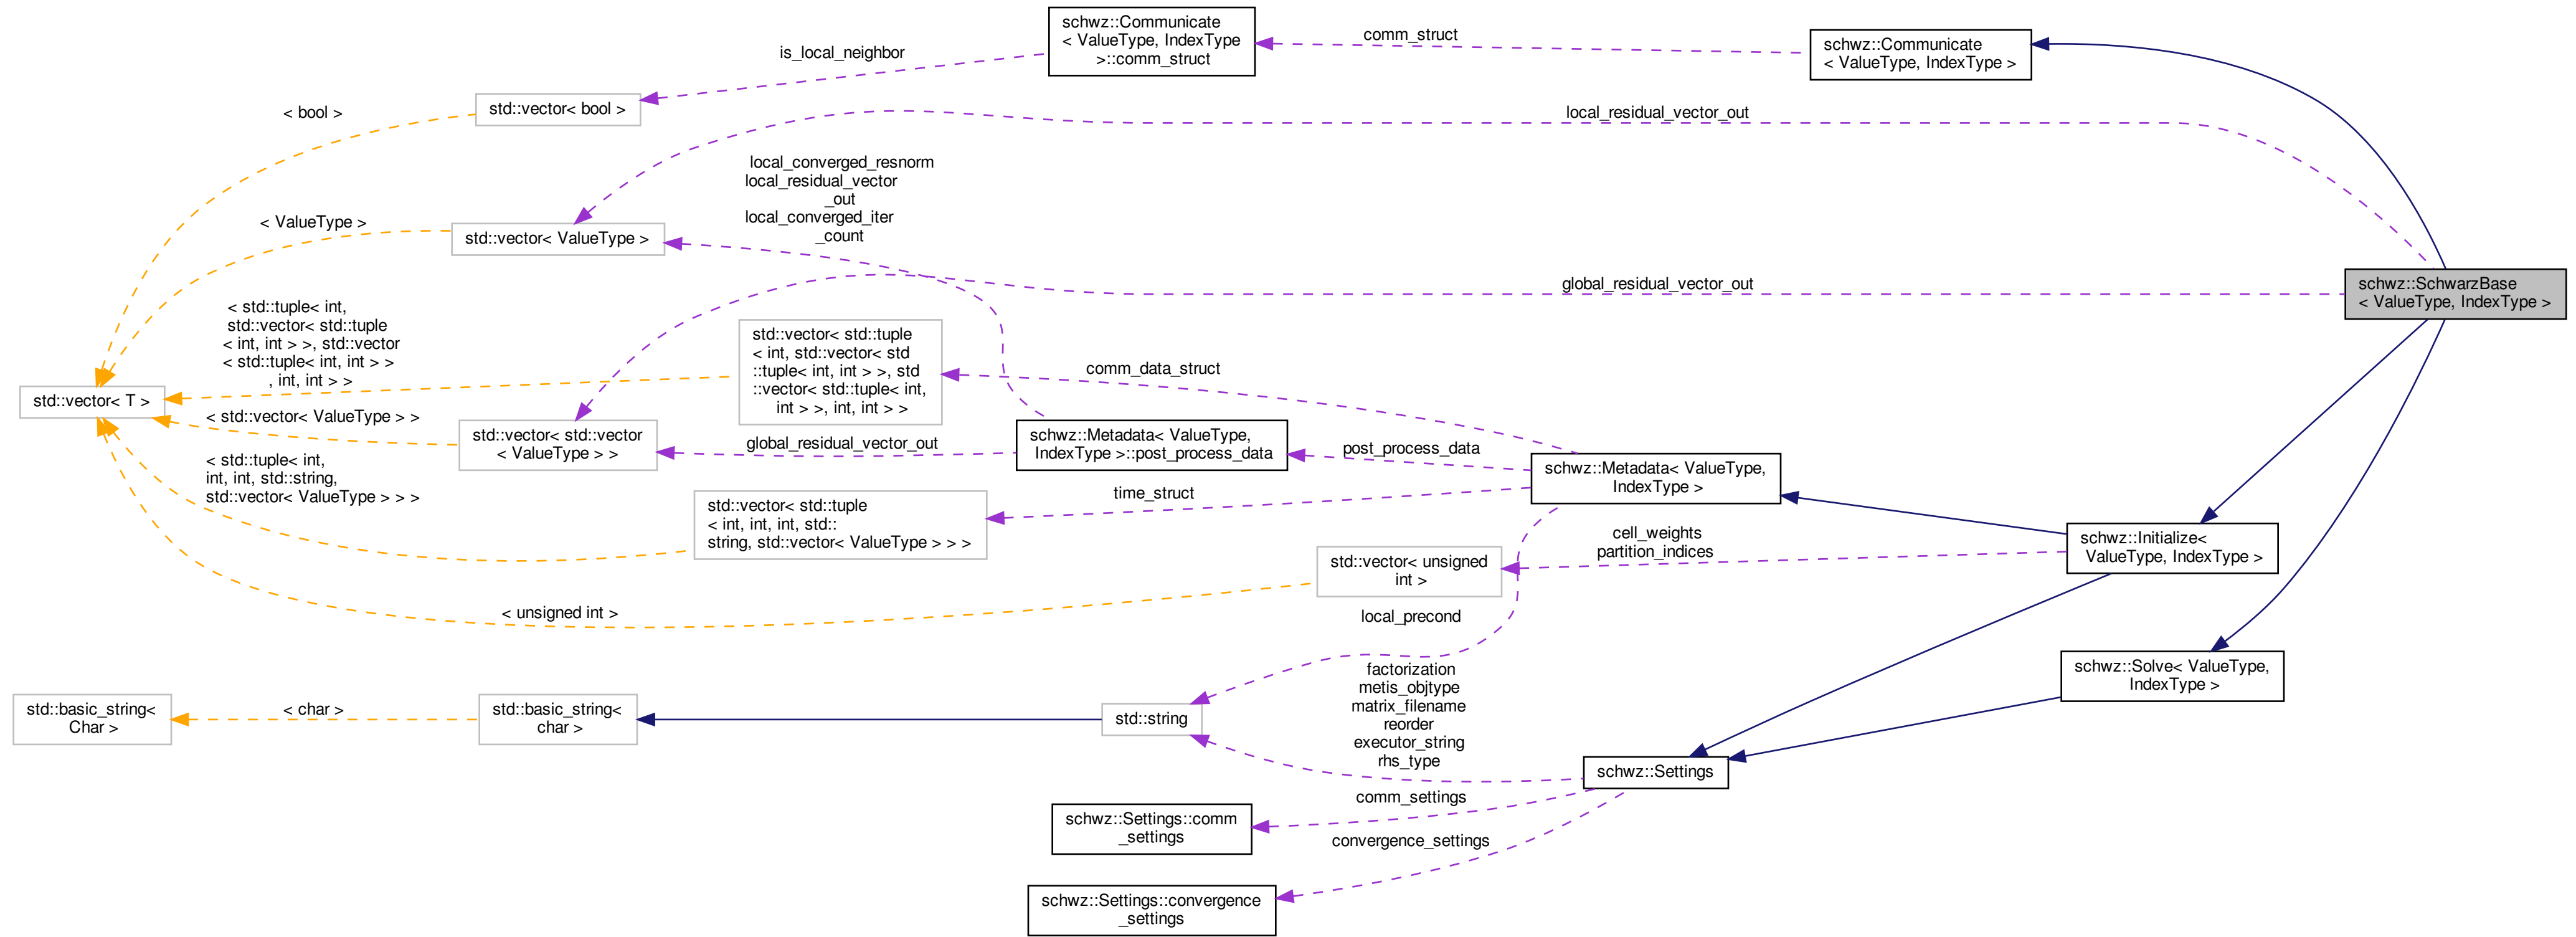 schwz::Communicate
< ValueType, IndexType
>::comm_struct
comm_struct
schwz::Communicate
< ValueType, IndexType >
is_local_neighbor
std::vector< bool >
< bool >
local_residual_vector_out
local_converged_resnorm
local_residual_vector
_out
local_converged_iter
_count
< ValueType >
std::vector< ValueType >
global_residual_vector_out
schwz::SchwarzBase
< ValueType, IndexType >
< std::tuple< int,
std::vector< std::tuple
< int, int > >, std::vector
< std::tuple< int, int > >
, int, int > >
std::vector< std::tuple
< int, std::vector< std
::tuple< int, int > >, std
::vector< std::tuple< int,
int > >, int, int > >
comm_data_struct
std::vector< T >
< std::vector< ValueType > >
std::vector< std::vector
< ValueType > >
global_residual_vector_out
schwz::Metadata< ValueType,
IndexType >::post_process_data
post_process_data
schwz::Metadata< ValueType,
IndexType >
< std::tuple< int,
int, int, std::string,
std::vector< ValueType > > >
std::vector< std::tuple
< int, int, int, std::
string, std::vector< ValueType > > >
time_struct
cell_weights
partition_indices
schwz::Initialize<
ValueType, IndexType >
std::vector< unsigned
int >
< unsigned int >
local_precond
schwz::Solve< ValueType,
IndexType >
std::basic_string<
Char >
< char >
std::basic_string<
char >
std::string
factorization
metis_objtype
matrix_filename
reorder
executor_string
rhs_type
schwz::Settings
comm_settings
schwz::Settings::comm
_settings
convergence_settings
schwz::Settings::convergence
_settings